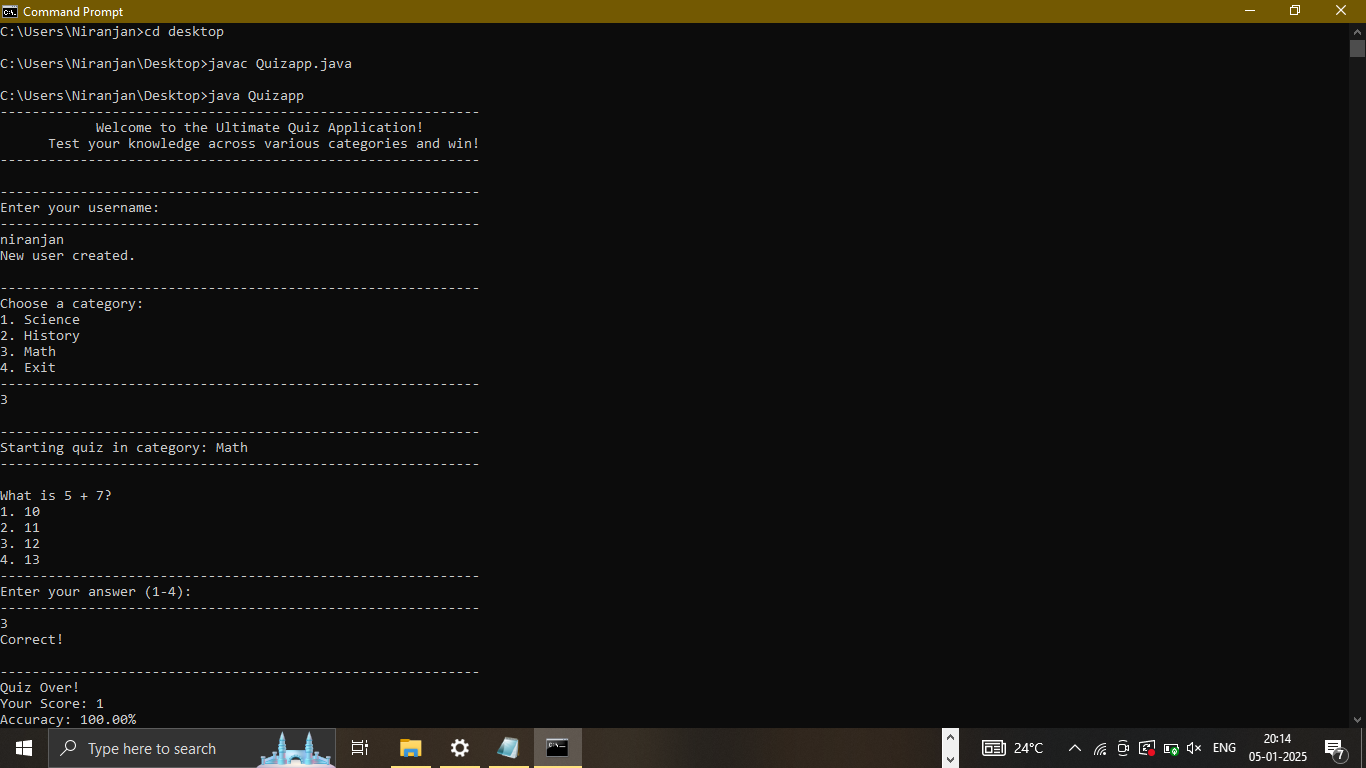 Command Prompt
C:\Users\Niranjan>cd desktop
C:\Users\Niranjan\Desktop>javac Quizapp.java
C:\Users\Niranjan\Desktop>java Quizapp
------------------------------------------------------------
Welcome to the Ultimate Quiz Application!
Test your knowledge across various categories and win!
------------------------------------------------------------
------------------------------------------------------------
Enter your username:
------------------------------------------------------------
niranjan
New user created.
------------------------------------------------------------
Choose a category:
1. Science
2. History
3. Math
4. Exit
------------------------------------------------------------
3
------------------------------------------------------------
Starting quiz in category: Math
------------------------------------------------------------
What is 5 + 7?
1. 10
2. 11
3. 12
4. 13
------------------------------------------------------------
Enter your answer (1-4):
------------------------------------------------------------
3
Correct!
------------------------------------------------------------
Quiz Over!
Your Score: 1
Accuracy: 100.00%
Type here to search
24°C
ENG
20:14
05-01-2025
7